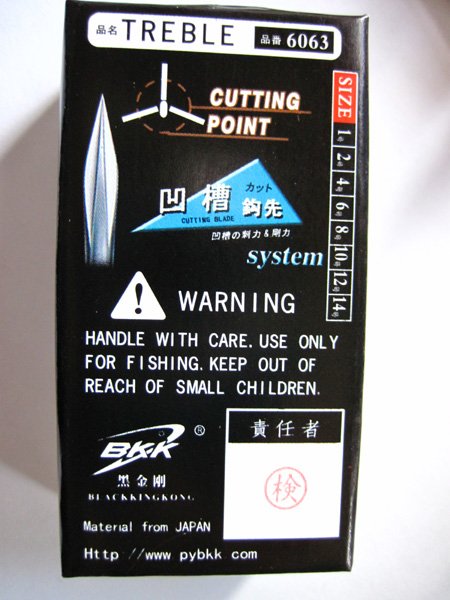 品名 TREBLE 品番 6063
SIZE
1号
2号
4号
6号
8号
10号
12号
14号
CUTTING
POINT
凹槽 カット
鈎先
CUTTING BLADE
凹槽の刺力&剛力
system
WARNING
HANDLE WITH CARE. USE ONLY
FOR FISHING. KEEP OUT OF
REACH OF SMALL CHILDREN.
BKK ®
黑金剛
BLACKKINGKONG
責任者
検
Material from JAPAN
Http //www pybkk com